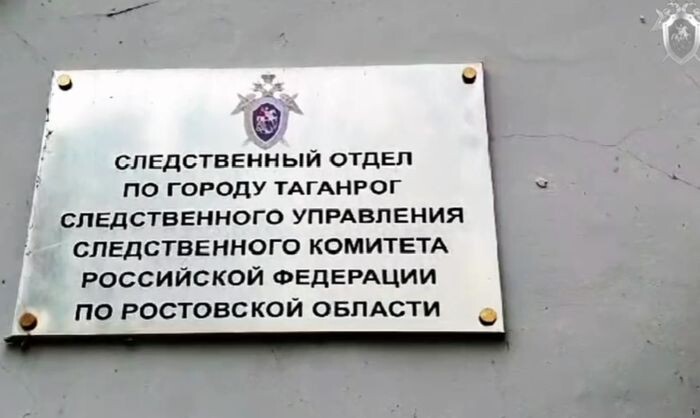 СЛЕДСТВЕННЫЙ ОТДЕЛ
ПО ГОРОДУ ТАГАНРОГ
СЛЕДСТВЕННОГО УПРАВЛЕНИЯ
СЛЕДСТВЕННОГО КОМИТЕТА
РОССИЙСКОЙ ФЕДЕРАЦИИ
ПО РОСТОВСКОЙ ОБЛАСТИ